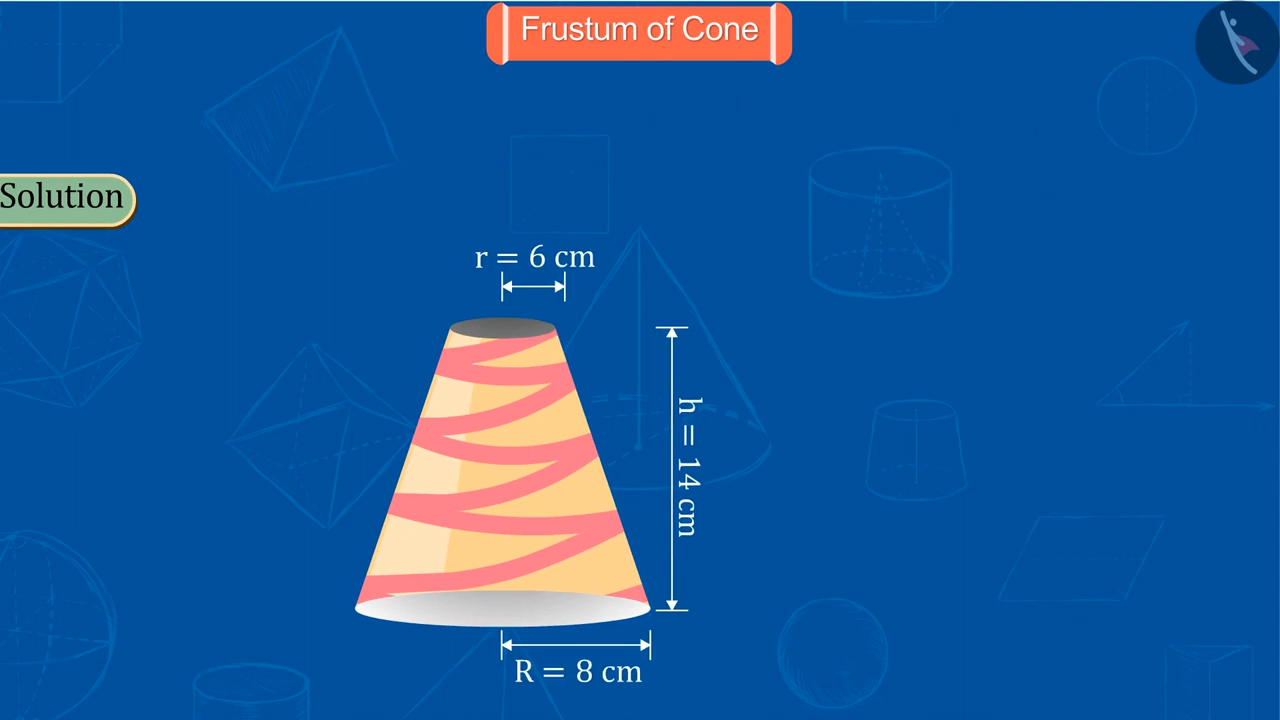 Frustum of Cone
Solution
r = 6 cm
h = 14 cm
R = 8 cm